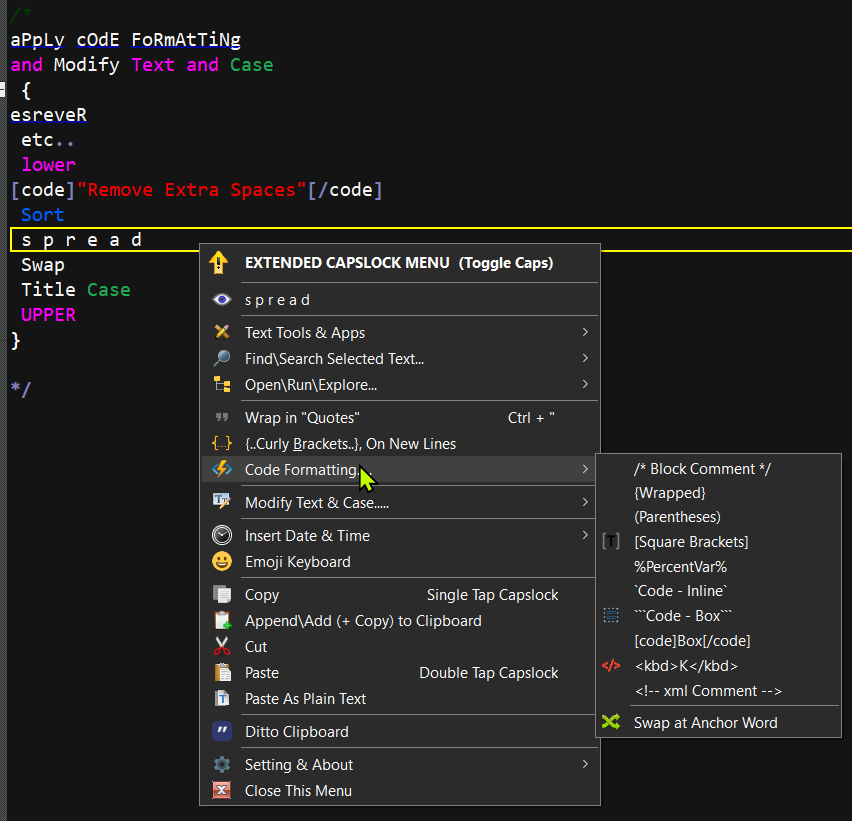 /*
aPpLy cOdE FoRmAtTiNg
and Modify Text and Case
{
esreveR
etc..
lower
[code]"Remove Extra Spaces"[/code]
Sort
s p r e a d
Swap
Title Case
UPPER
}
*/
EXTENDED CAPSLOCK MENU (Toggle Caps)
s p r e a d
Text Tools & Apps
Find\Search Selected Text...
Open\Run\Explore...
Wrap in "Quotes" Ctrl + "
{..Curly Brackets..}, On New Lines
Code Formatting...
Modify Text & Case.....
Insert Date & Time
Emoji Keyboard
Copy Single Tap Capslock
Append\Add (+ Copy) to Clipboard
Cut
Paste Double Tap Capslock
Paste As Plain Text
Ditto Clipboard
Setting & About
Close This Menu
/* Block Comment */
{Wrapped}
(Parentheses)
[Square Brackets]
%PercentVar%
`Code - Inline`
```Code - Box```
[code]Box[/code]
<kbd>K</kbd>
<!-- xml Comment -->
Swap at Anchor Word